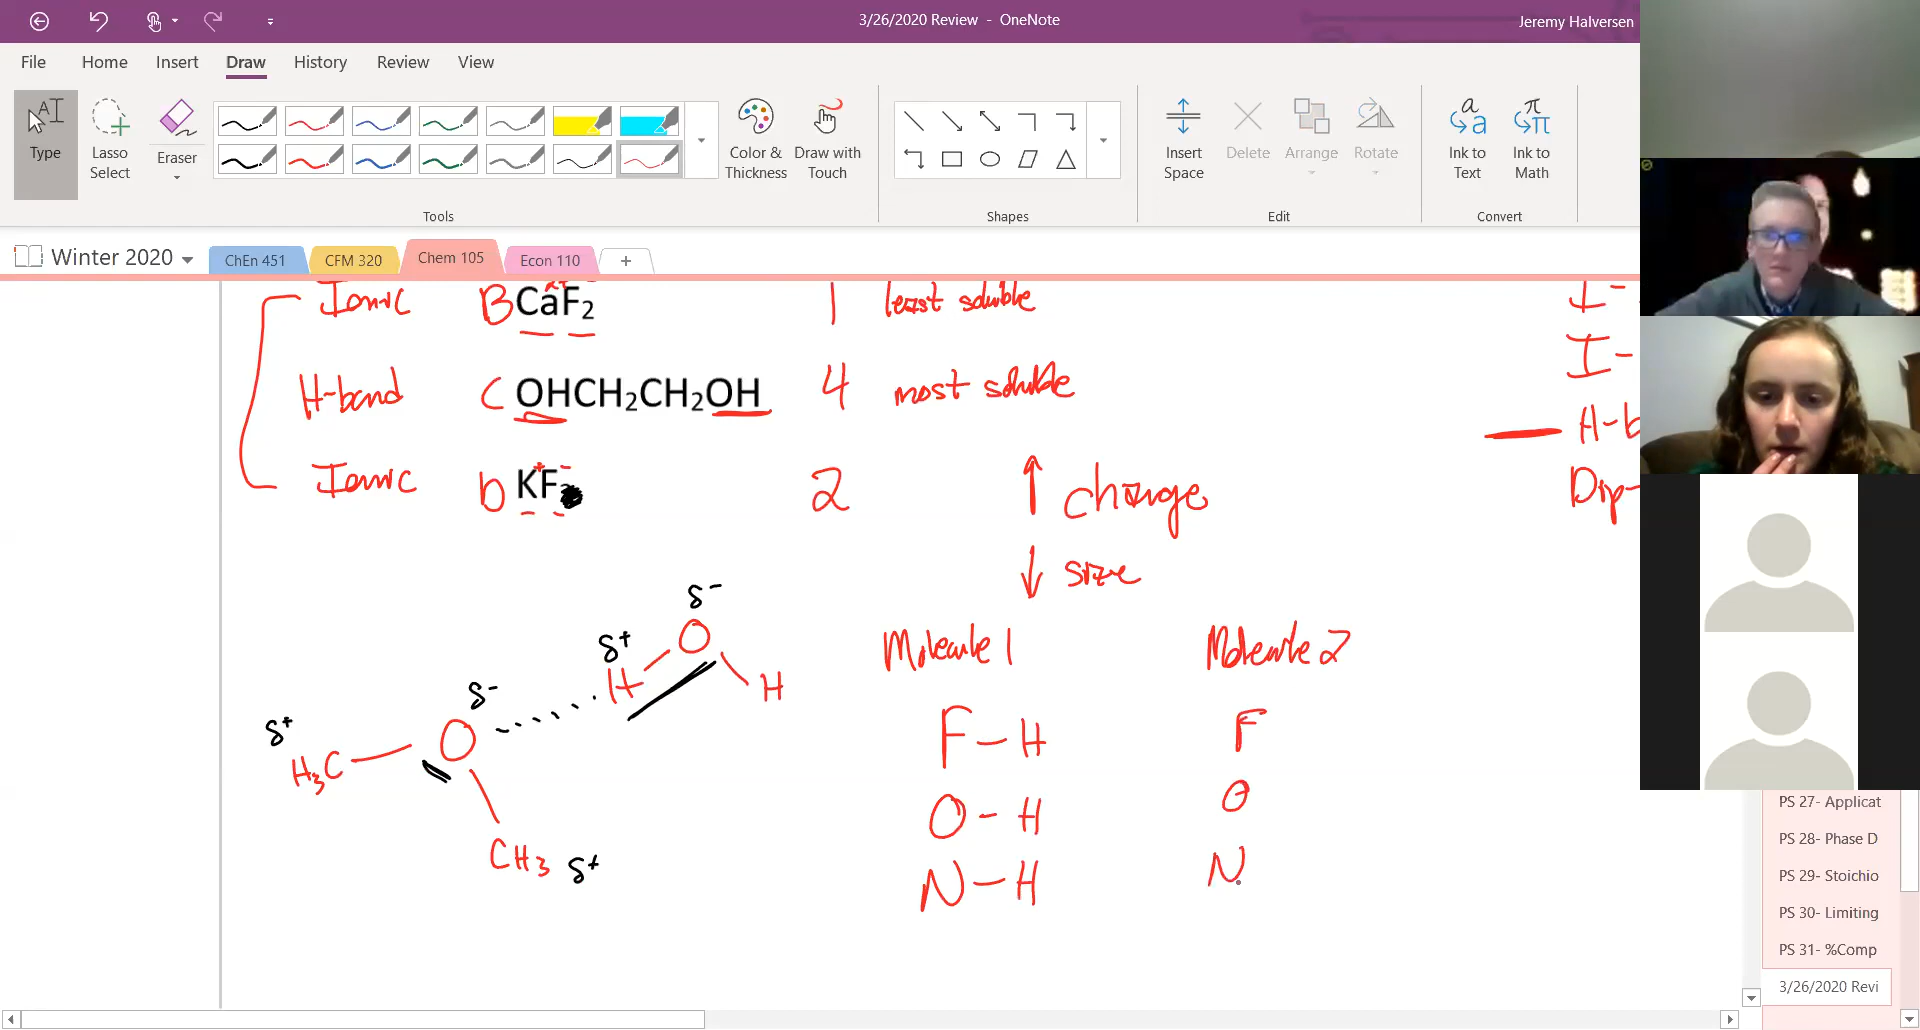 3/26/2020 Review - OneNote
Jeremy Halversen
File Home Insert Draw History Review View
Type
Lasso Select
Eraser
Color & Thickness
Draw with Touch
Insert Space
Delete
Arrange
Rotate
Ink to Text
Ink to Math
Tools
Shapes
Edit
Convert
Winter 2020
ChEn 451
CFM 320
Chem 105
Econ 110
Ionic B CaF₂ 2+ - 1 least soluble
I-
I-
H-bond C OHCH₂CH₂OH 4 most soluble
H-b
Ionic D KF + - 2 ↑ charge
Dip-
↓ size
δ-
δ+ O
H H
δ-
δ+ O
H₃C
CH₃ δ+
Molecule 1 Molecule 2
F-H F
O-H O
N-H N
PS 27- Applicat
PS 28- Phase D
PS 29- Stoichio
PS 30- Limiting
PS 31- %Comp
3/26/2020 Revi